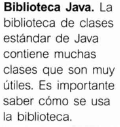 Biblioteca Java. La
biblioteca de clases
estándar de Java
contiene muchas
clases que son muy
útiles. Es importante
saber cómo se usa
la biblioteca.